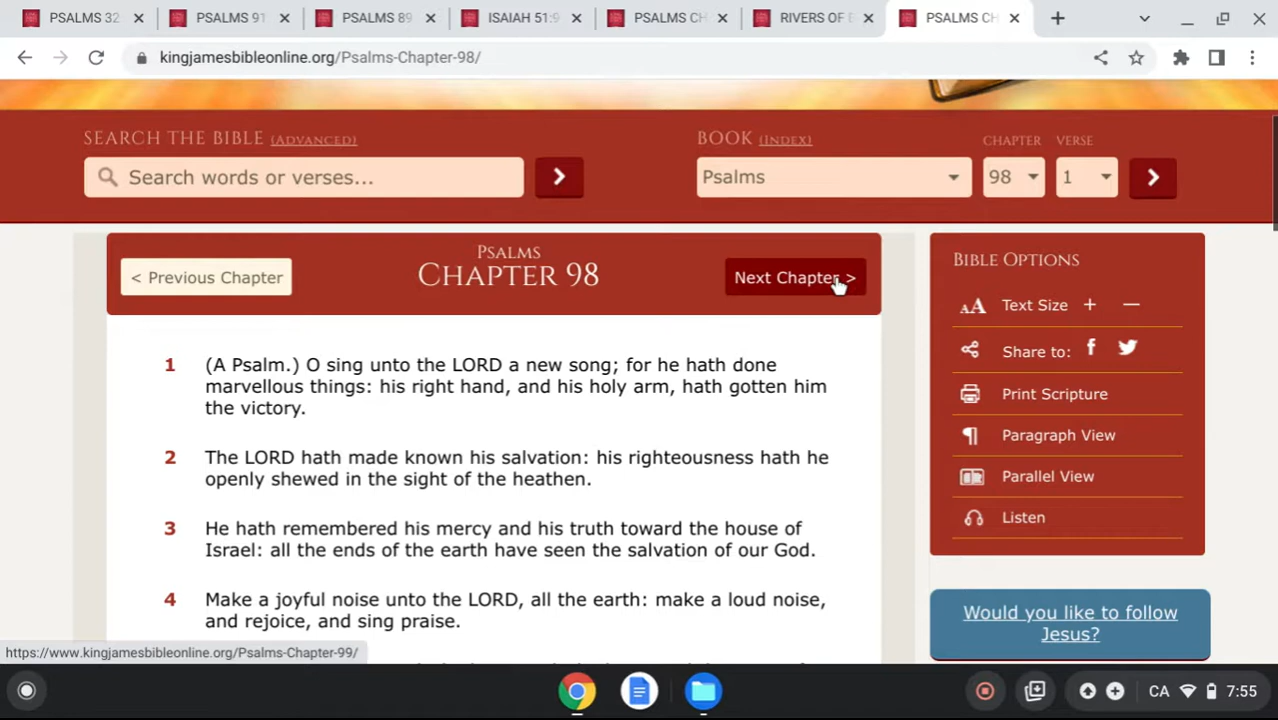 PSALMS 32
PSALMS 91
PSALMS 89
ISAIAH 51:9
PSALMS CH
RIVERS OF
PSALMS CH
kingjamesbibleonline.org/Psalms-Chapter-98/
SEARCH THE BIBLE (ADVANCED)
BOOK (INDEX)
CHAPTER
VERSE
Search words or verses...
>
Psalms
98
1
>
< Previous Chapter
PSALMS
CHAPTER 98
Next Chapter >
1 (A Psalm.) O sing unto the LORD a new song; for he hath done
marvellous things: his right hand, and his holy arm, hath gotten him
the victory.
2 The LORD hath made known his salvation: his righteousness hath he
openly shewed in the sight of the heathen.
3 He hath remembered his mercy and his truth toward the house of
Israel: all the ends of the earth have seen the salvation of our God.
4 Make a joyful noise unto the LORD, all the earth: make a loud noise,
and rejoice, and sing praise.
BIBLE OPTIONS
AA Text Size + —
Share to:
Print Scripture
Paragraph View
Parallel View
Listen
Would you like to follow
Jesus?
https://www.kingjamesbibleonline.org/Psalms-Chapter-99/
CA
7:55